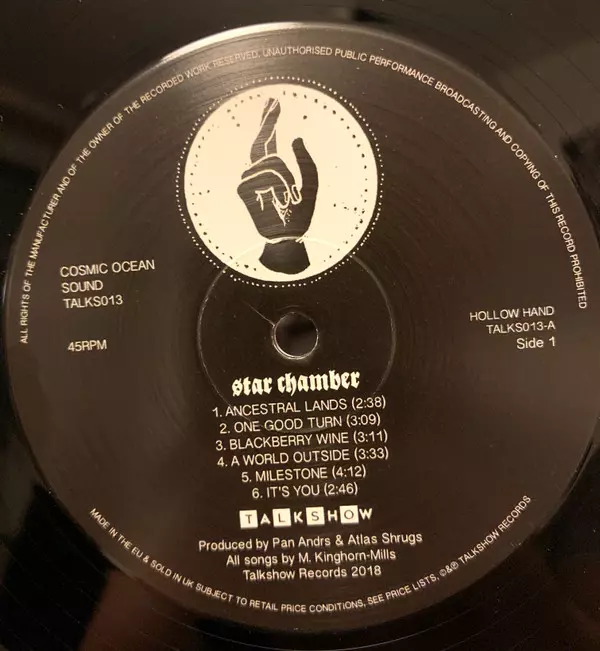 ALL RIGHTS OF THE MANUFACTURER AND OF THE OWNER OF THE RECORDED WORK RESERVED, UNAUTHORISED PUBLIC PERFORMANCE BROADCASTING AND COPYING OF THIS RECORD PROHIBITED
COSMIC OCEAN
SOUND
TALKS013
45RPM
HOLLOW HAND
TALKS013-A
Side 1
star chamber
1. ANCESTRAL LANDS (2:38)
2. ONE GOOD TURN (3:09)
3. BLACKBERRY WINE (3:11)
4. A WORLD OUTSIDE (3:33)
5. MILESTONE (4:12)
6. IT'S YOU (2:46)
TALKSHOW
Produced by Pan Andrs & Atlas Shrugs
All songs by M. Kinghorn-Mills
Talkshow Records 2018
MADE IN THE EU & SOLD IN UK SUBJECT TO RETAIL PRICE CONDITIONS, SEE PRICE LISTS, ©&℗ TALKSHOW RECORDS